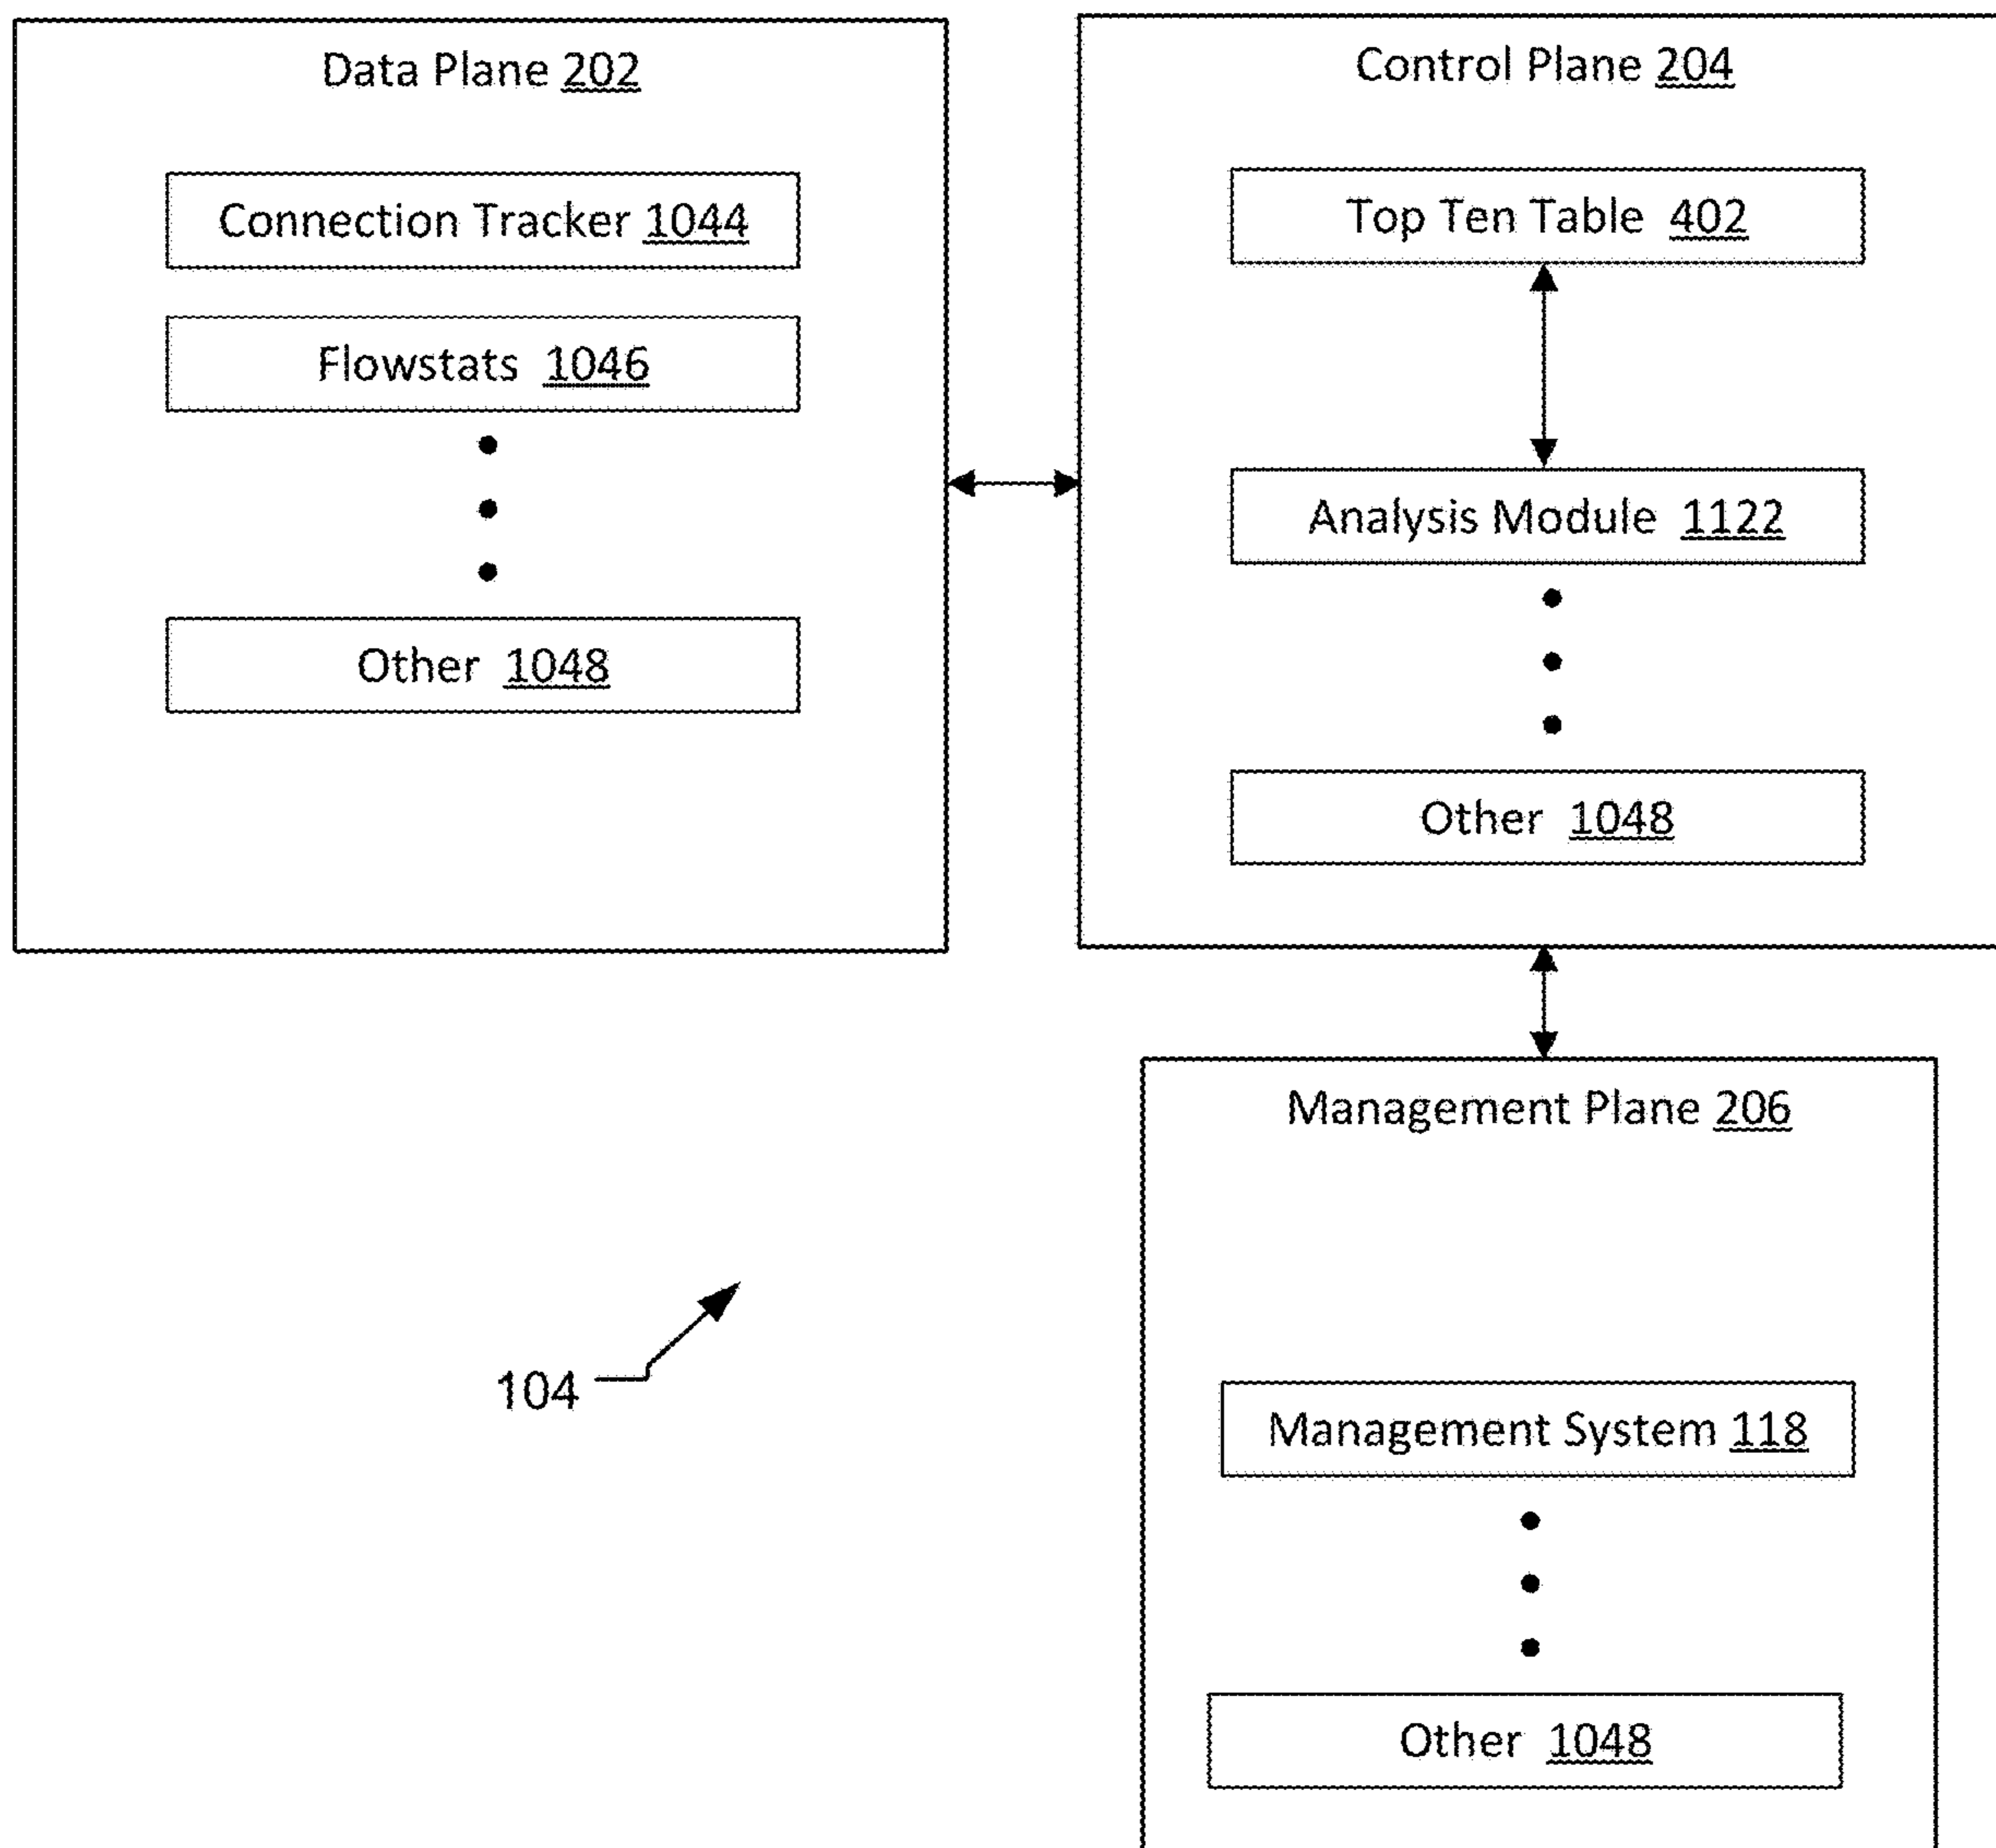 Data Plane 202
Connection Tracker 1044
Flowstats 1046
Other 1048
Control Plane 204
Top Ten Table 402
Analysis Module 1122
Other 1048
Management Plane 206
Management System 118
Other 1048
104